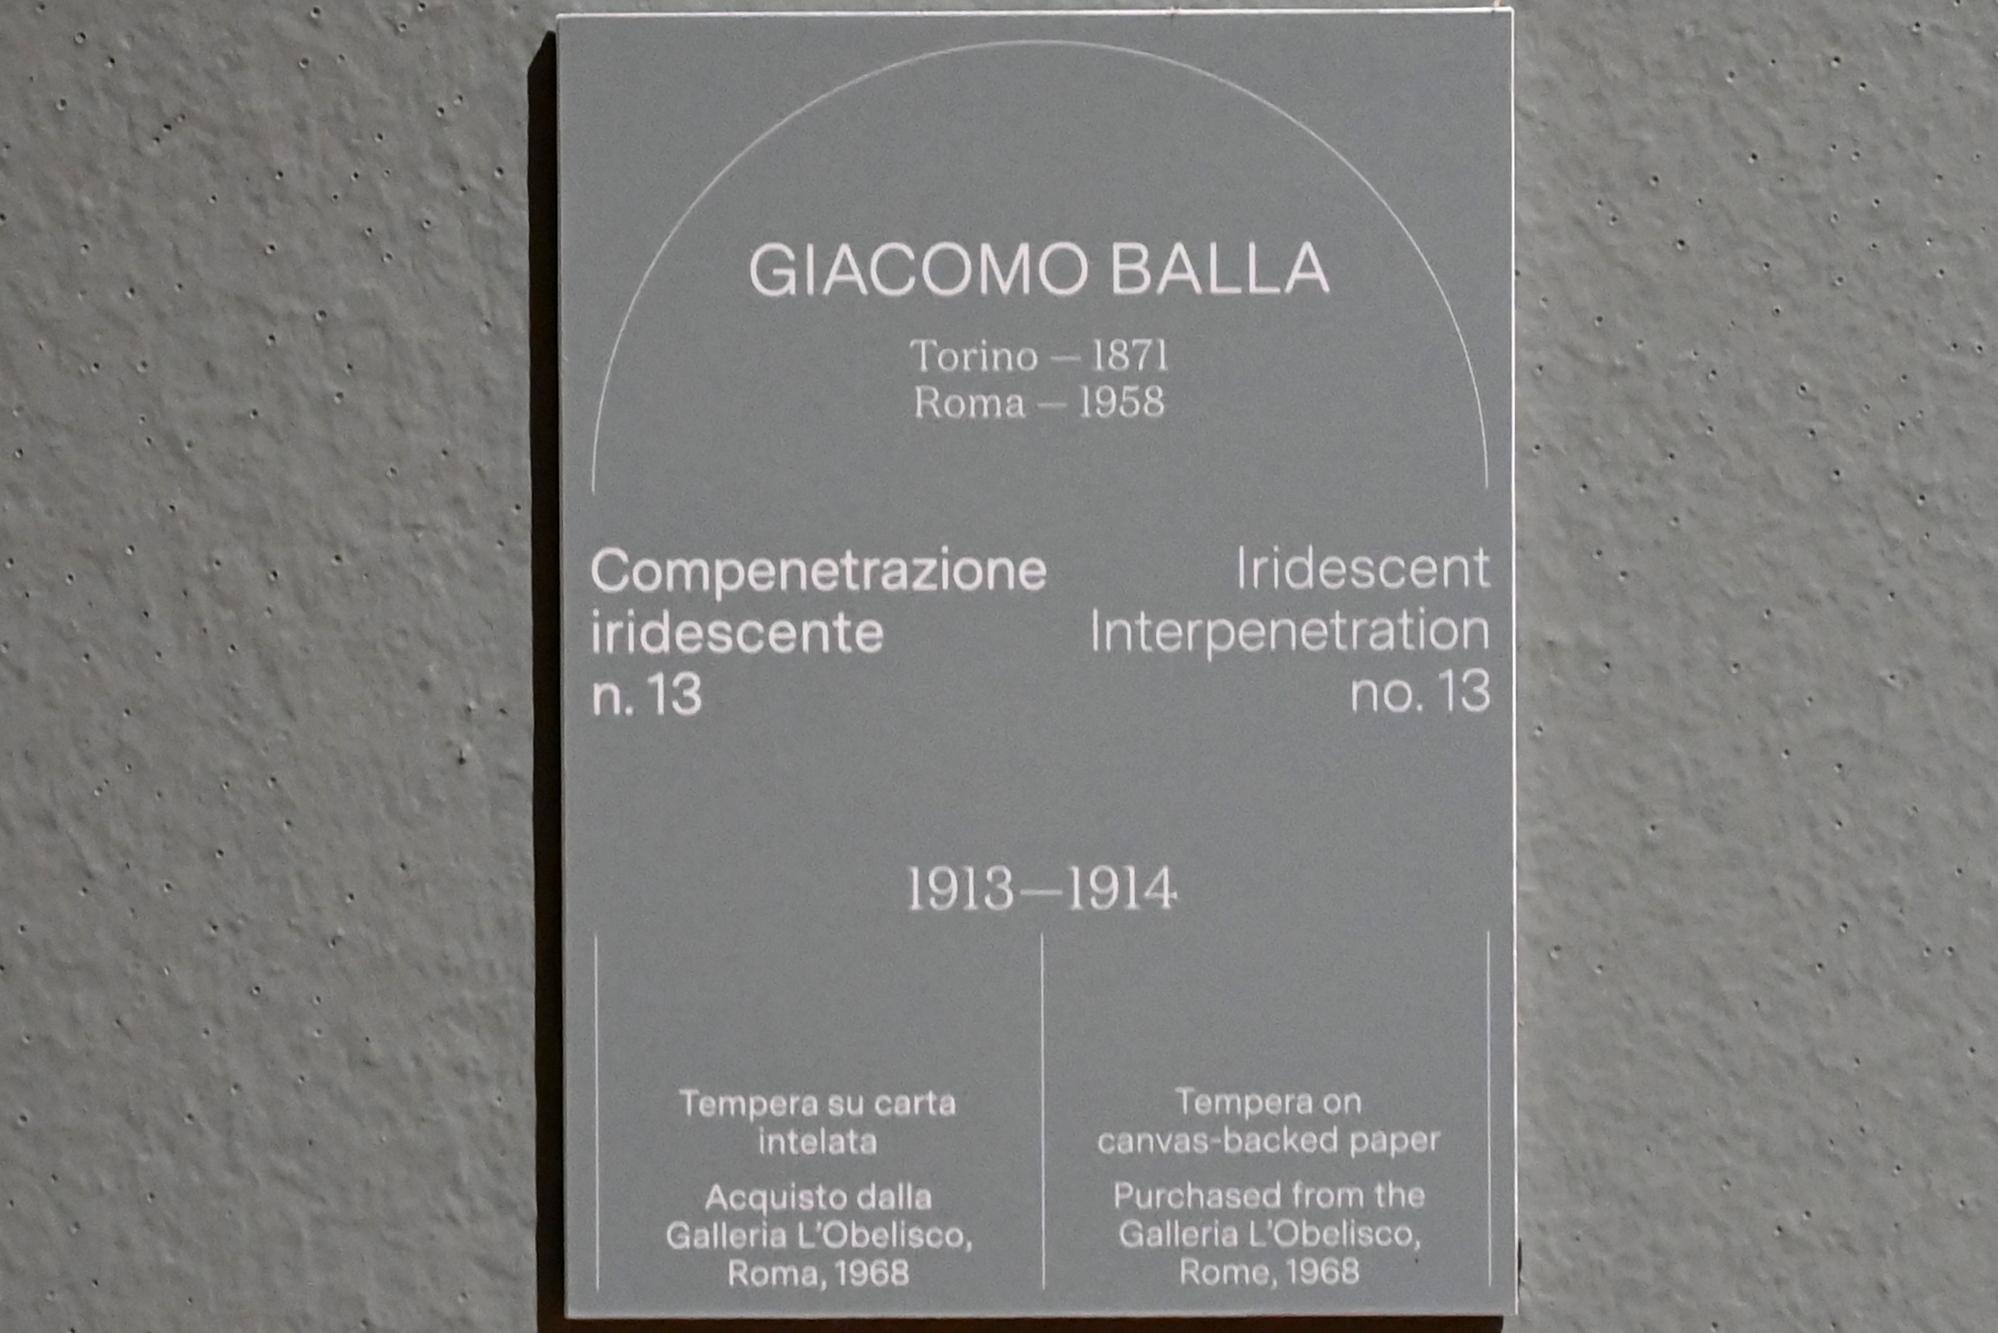 GIACOMO BALLA
Torino — 1871
Roma — 1958
Compenetrazione
iridescente
n. 13
Iridescent
Interpenetration
no. 13
1913—1914
Tempera su carta
intelata
Acquisto dalla
Galleria L'Obelisco,
Roma, 1968
Tempera on
canvas-backed paper
Purchased from the
Galleria L'Obelisco,
Rome, 1968